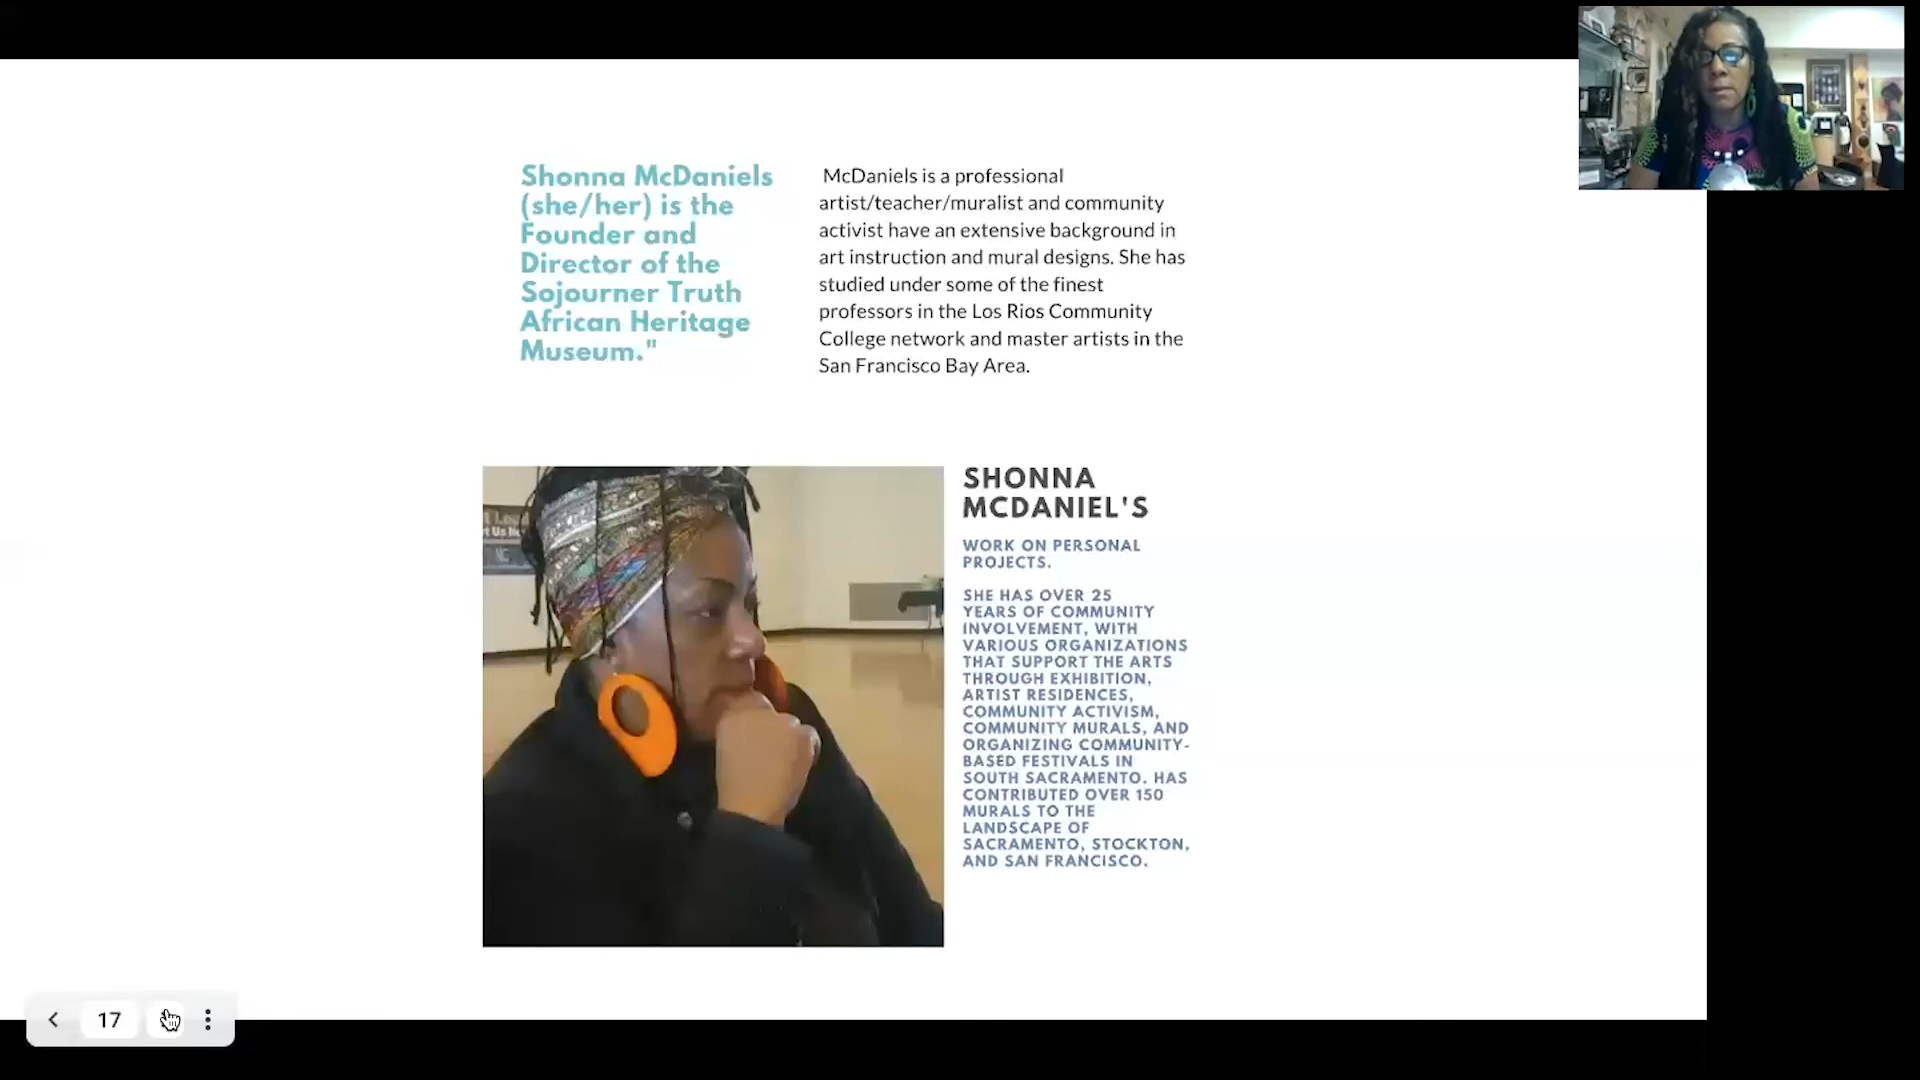 Shonna McDaniels
(she/her) is the
Founder and
Director of the
Sojourner Truth
African Heritage
Museum."
McDaniels is a professional
artist/teacher/muralist and community
activist have an extensive background in
art instruction and mural designs. She has
studied under some of the finest
professors in the Los Rios Community
College network and master artists in the
San Francisco Bay Area.
SHONNA
MCDANIEL'S
WORK ON PERSONAL
PROJECTS.
SHE HAS OVER 25
YEARS OF COMMUNITY
INVOLVEMENT, WITH
VARIOUS ORGANIZATIONS
THAT SUPPORT THE ARTS
THROUGH EXHIBITION,
ARTIST RESIDENCES,
COMMUNITY ACTIVISM,
COMMUNITY MURALS, AND
ORGANIZING COMMUNITY-
BASED FESTIVALS IN
SOUTH SACRAMENTO. HAS
CONTRIBUTED OVER 150
MURALS TO THE
LANDSCAPE OF
SACRAMENTO, STOCKTON,
AND SAN FRANCISCO.
17